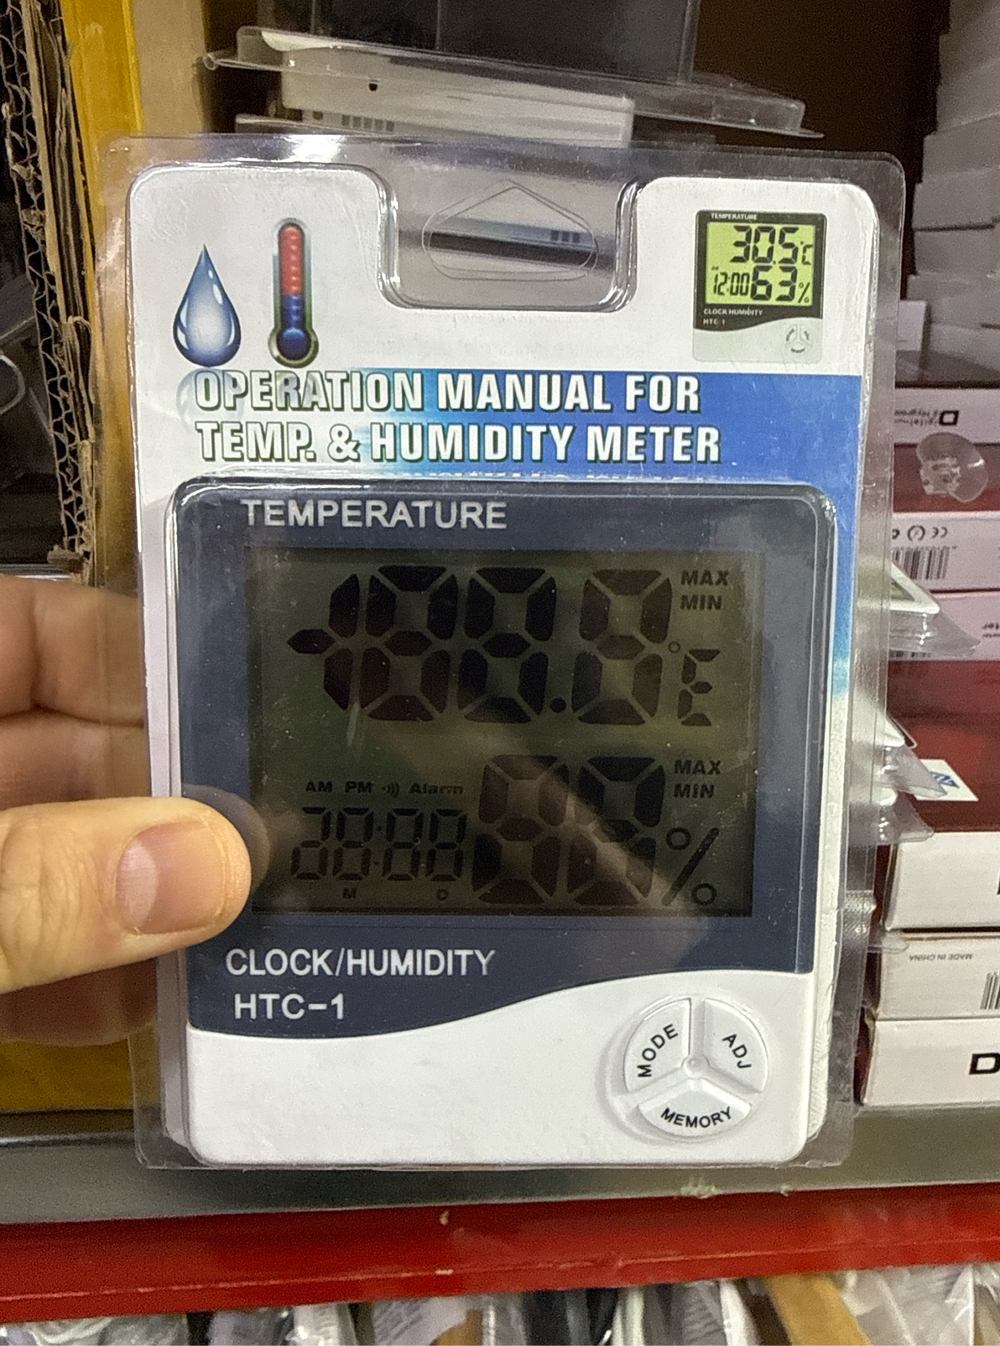 TEMPERATURE
30.5°C
12:00 63%
CLOCK HUMIDITY
HTC-1
OPERATION MANUAL FOR
TEMP. & HUMIDITY METER
TEMPERATURE
MAX
MIN
MAX
MIN
AM PM Alarm
M D
%
CLOCK/HUMIDITY
HTC-1
MODE
ADJ
MEMORY
MADE IN CHINA